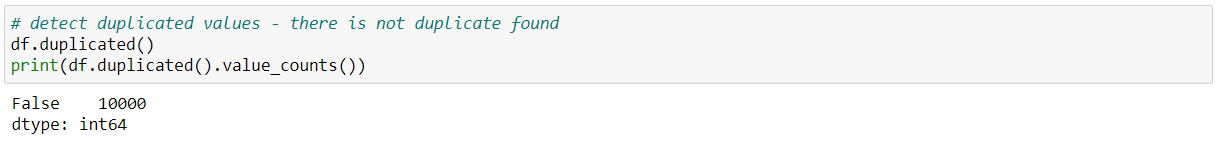 # detect duplicated values - there is not duplicate found
df.duplicated()
print(df.duplicated().value_counts())
False    10000
dtype: int64